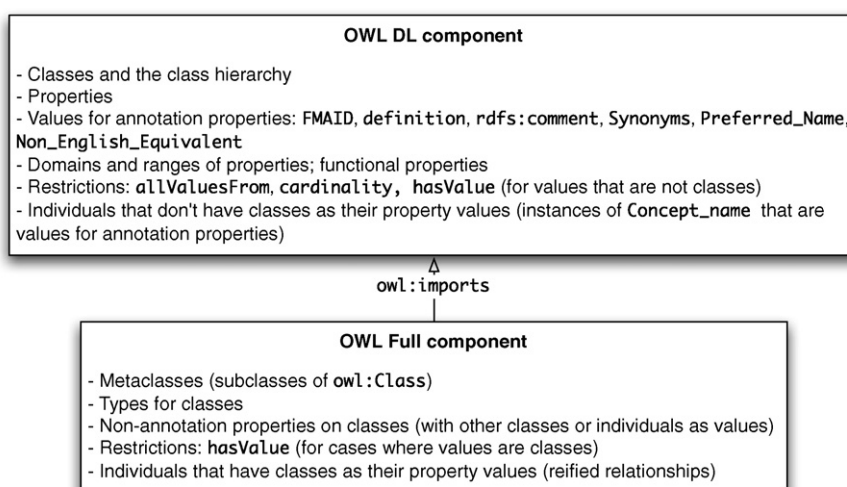 OWL DL component
- Classes and the class hierarchy
- Properties
- Values for annotation properties: FMAID, definition, rdfs:comment, Synonyms, Preferred_Name,
Non_English_Equivalent
- Domains and ranges of properties; functional properties
- Restrictions: allValuesFrom, cardinality, hasValue (for values that are not classes)
- Individuals that don't have classes as their property values (instances of Concept_name that are
values for annotation properties)
owl:imports
OWL Full component
- Metaclasses (subclasses of owl:Class)
- Types for classes
- Non-annotation properties on classes (with other classes or individuals as values)
- Restrictions: hasValue (for cases where values are classes)
- Individuals that have classes as their property values (reified relationships)